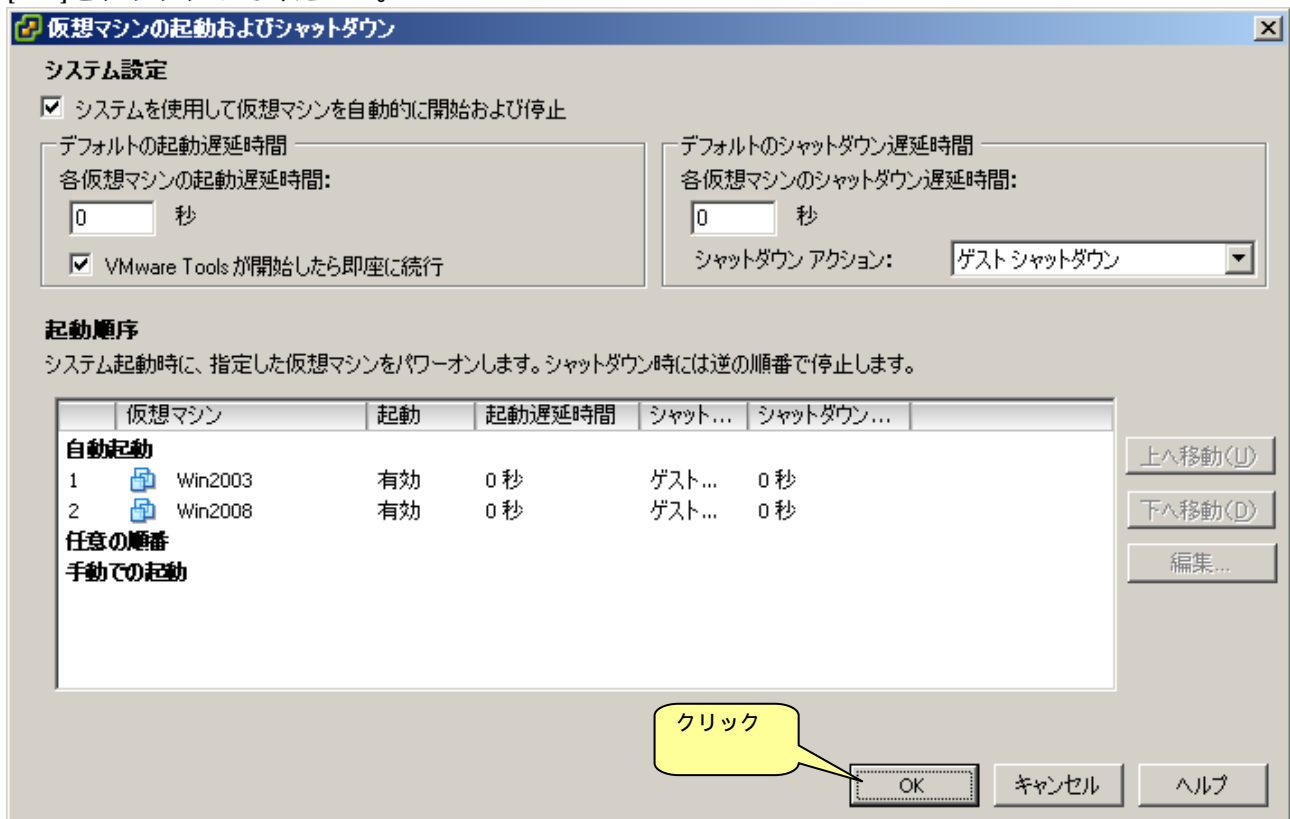 仮想マシンの起動およびシャットダウン
システム設定
システムを使用して仮想マシンを自動的に開始および停止
デフォルトの起動遅延時間
各仮想マシンの起動遅延時間:
0 秒
VMware Tools が開始したら即座に続行
デフォルトのシャットダウン遅延時間
各仮想マシンのシャットダウン遅延時間:
0 秒
シャットダウン アクション: ゲスト シャットダウン
起動順序
システム起動時に、指定した仮想マシンをパワーオンします。シャットダウン時には逆の順番で停止します。
仮想マシン 起動 起動遅延時間 シャット... シャットダウン...
自動起動
1 Win2003 有効 0 秒 ゲスト... 0 秒
2 Win2008 有効 0 秒 ゲスト... 0 秒
任意の順番
手動での起動
上へ移動(U)
下へ移動(D)
編集...
クリック
OK キャンセル ヘルプ